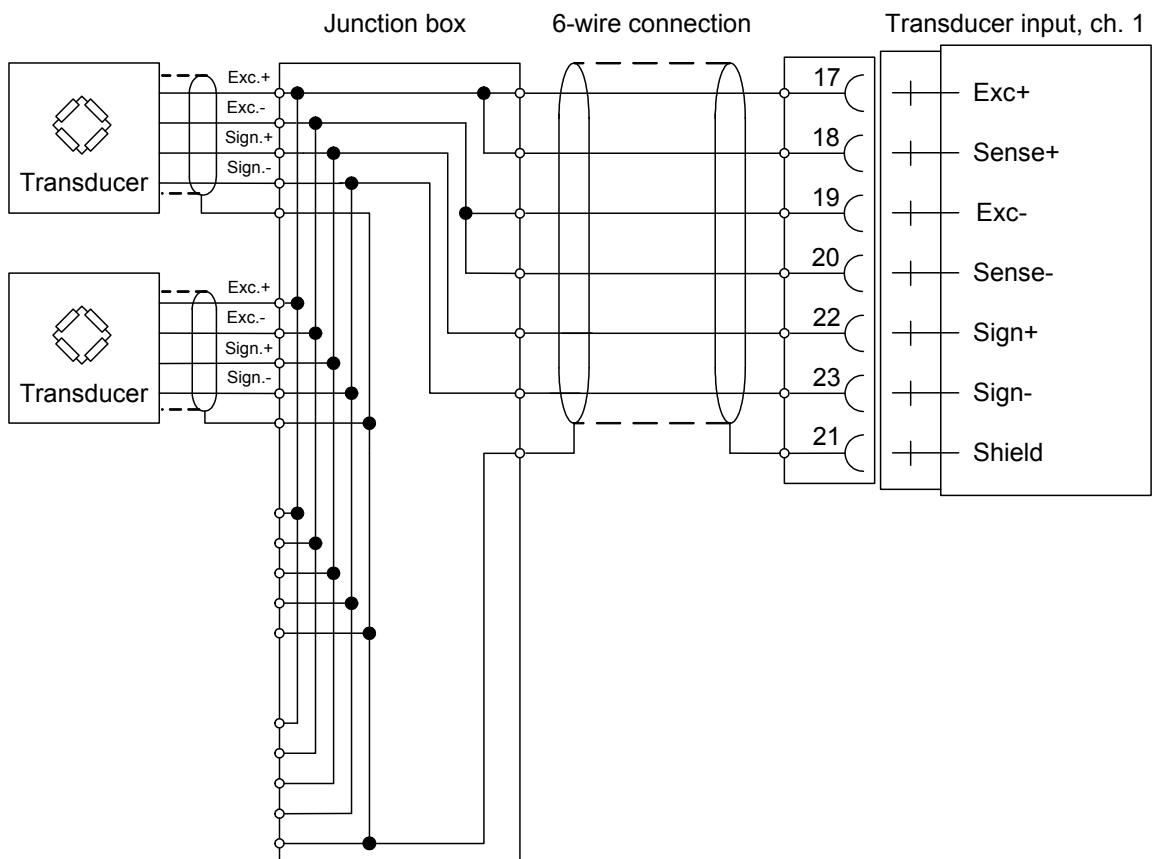 Junction box
6-wire connection
Transducer input, ch. 1
Exc.+
Exc.-
Sign.+
Sign.-
Transducer
Exc.+
Exc.-
Sign.+
Sign.-
Transducer
17
Exc+
18
Sense+
19
Exc-
20
Sense-
22
Sign+
23
Sign-
21
Shield